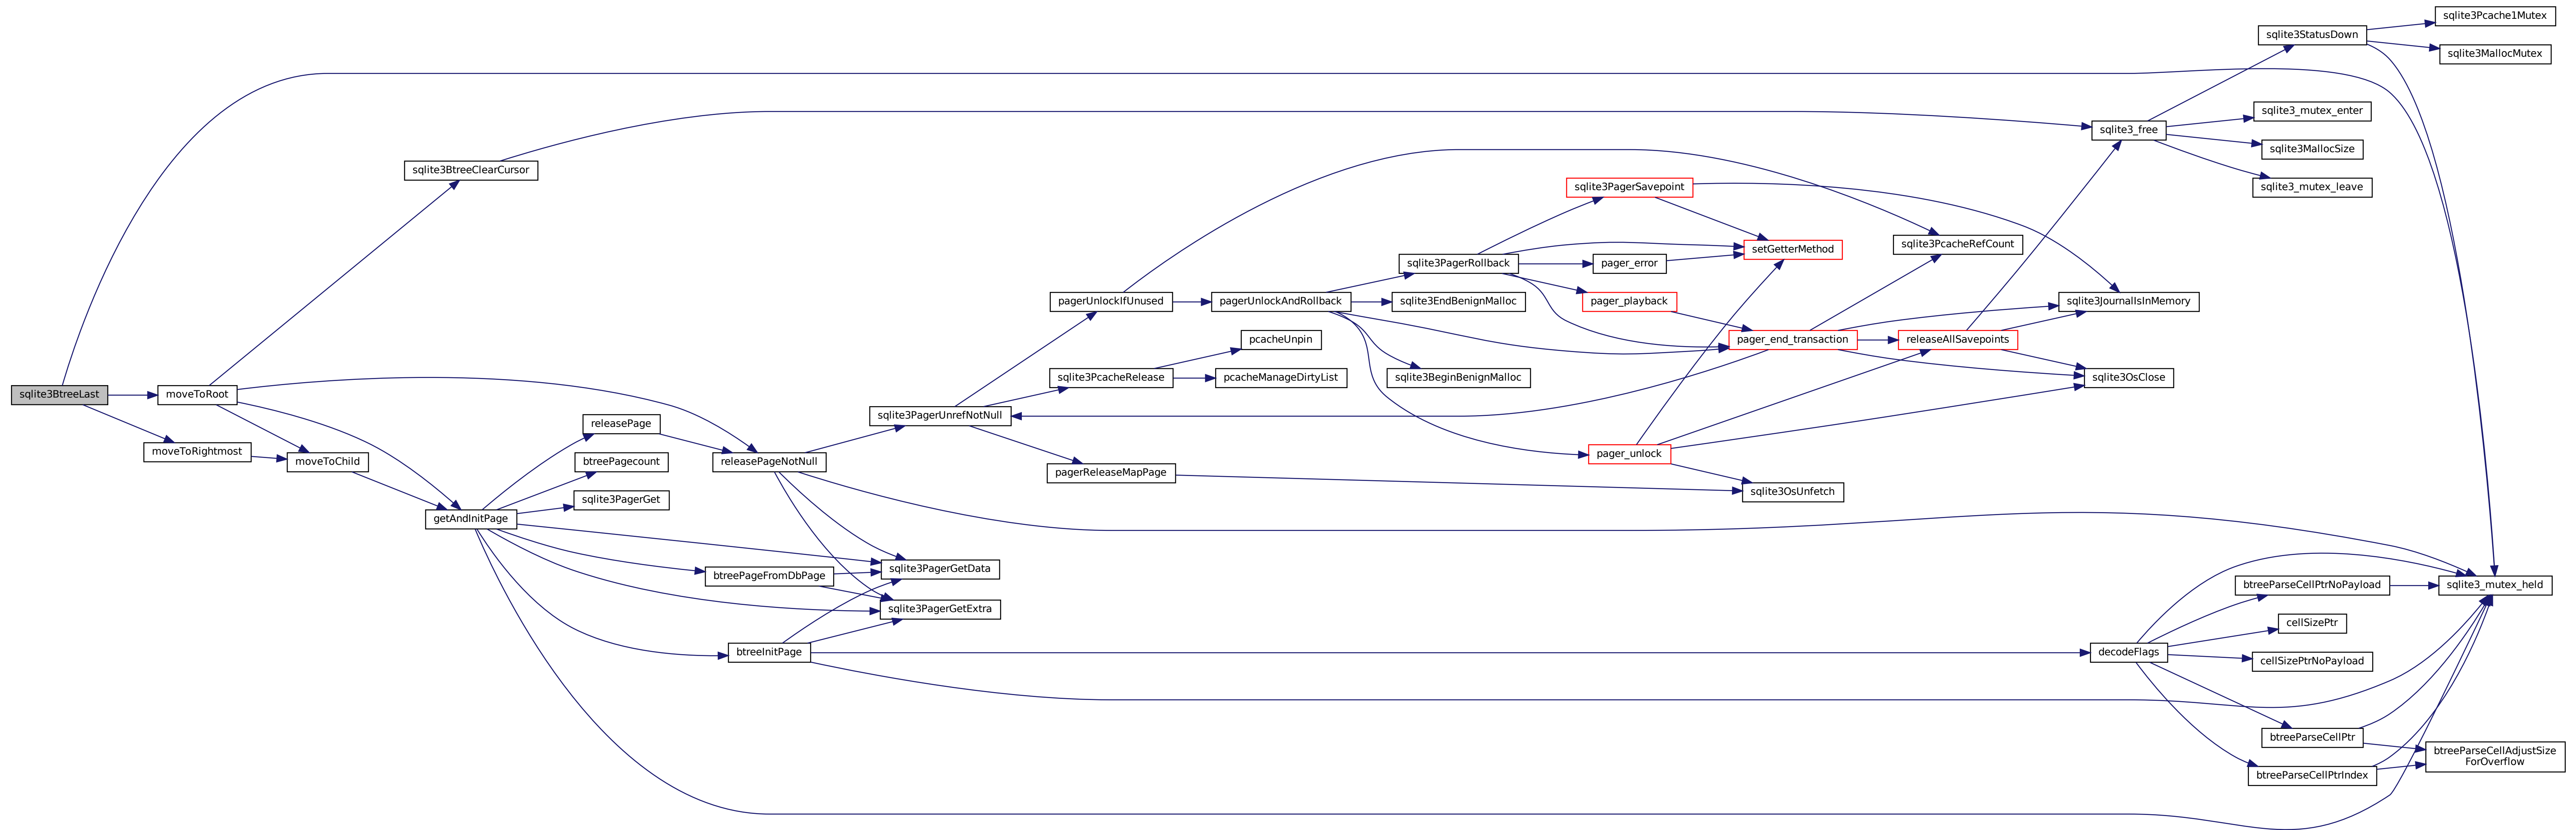 sqlite3BtreeLast
moveToRoot
moveToRightmost
sqlite3BtreeClearCursor
moveToChild
getAndInitPage
releasePage
btreePagecount
sqlite3PagerGet
releasePageNotNull
btreePageFromDbPage
btreeInitPage
sqlite3PagerUnrefNotNull
sqlite3PagerGetData
sqlite3PagerGetExtra
pagerUnlockIfUnused
sqlite3PcacheRelease
pagerReleaseMapPage
pcacheUnpin
pcacheManageDirtyList
pagerUnlockAndRollback
sqlite3PagerRollback
sqlite3EndBenignMalloc
sqlite3BeginBenignMalloc
sqlite3PagerSavepoint
pager_error
pager_playback
pager_unlock
setGetterMethod
pager_end_transaction
sqlite3OsUnfetch
sqlite3PcacheRefCount
releaseAllSavepoints
sqlite3_free
sqlite3JournalIsInMemory
sqlite3OsClose
decodeFlags
sqlite3StatusDown
sqlite3_mutex_enter
sqlite3MallocSize
sqlite3_mutex_leave
btreeParseCellPtrNoPayload
cellSizePtr
cellSizePtrNoPayload
btreeParseCellPtr
btreeParseCellPtrIndex
sqlite3Pcache1Mutex
sqlite3MallocMutex
sqlite3_mutex_held
btreeParseCellAdjustSize
ForOverflow